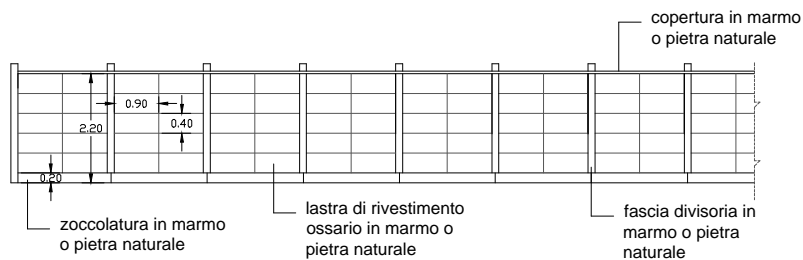 copertura in marmo
o pietra naturale
0.90
0.40
2.20
0.20
zoccolatura in marmo
o pietra naturale
lastra di rivestimento
ossario in marmo o
pietra naturale
fascia divisoria in
marmo o pietra
naturale